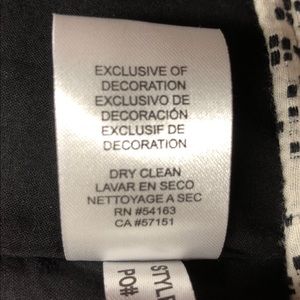 EXCLUSIVE OF
DECORATION
EXCLUSIVO DE
DECORACIÓN
EXCLUSIF DE
DECORATION
DRY CLEAN
LAVAR EN SECO
NETTOYAGE A SEC
RN #54163
CA #57151
STYLE
PO#